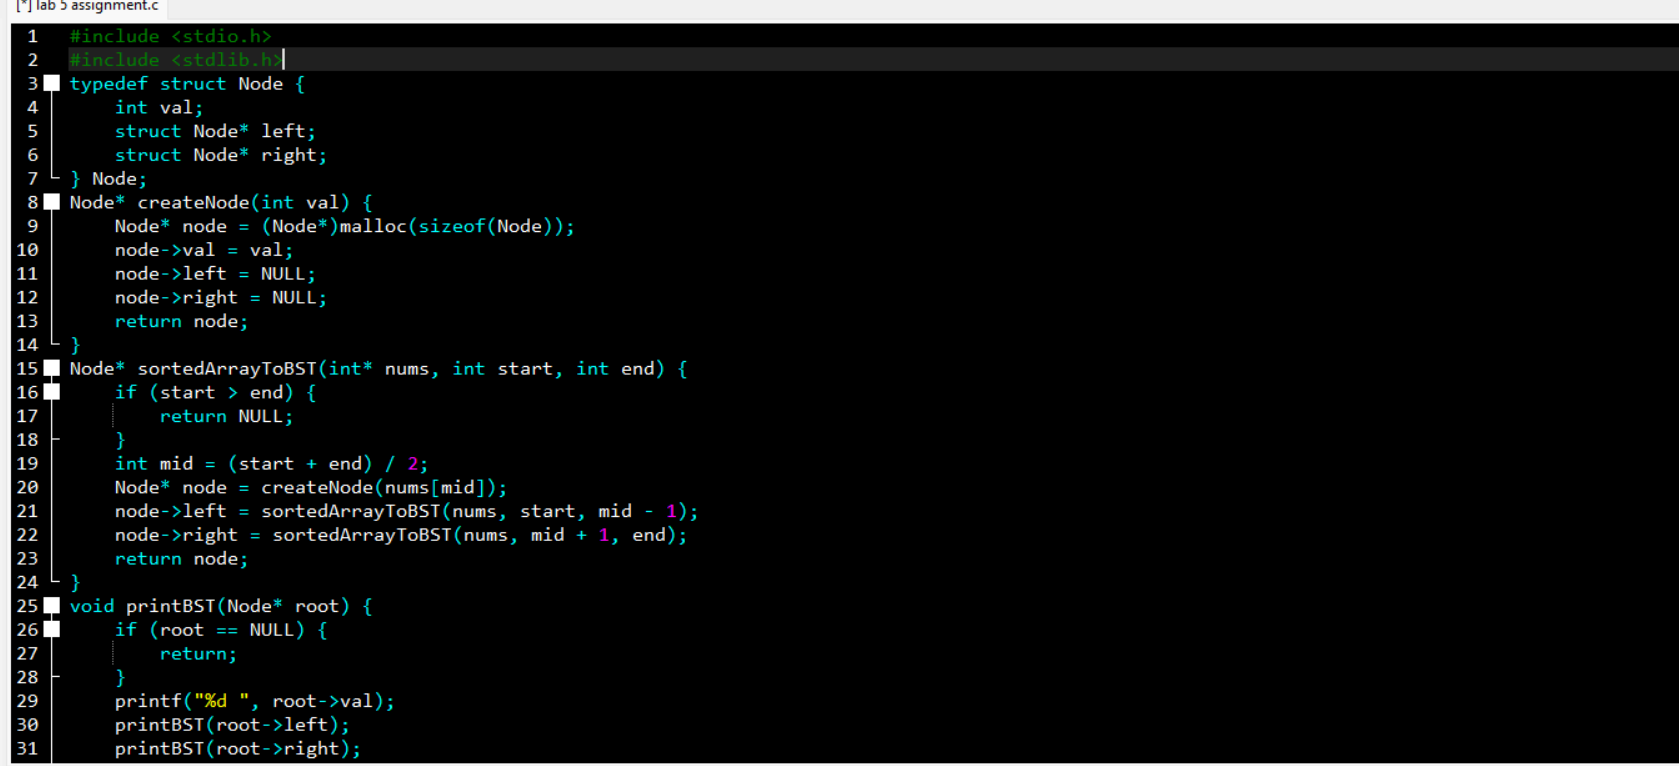 [*] lab 5 assignment.c
1 #include <stdio.h>
2 #include <stdlib.h>
3 typedef struct Node {
4     int val;
5     struct Node* left;
6     struct Node* right;
7 } Node;
8 Node* createNode(int val) {
9     Node* node = (Node*)malloc(sizeof(Node));
10     node->val = val;
11     node->left = NULL;
12     node->right = NULL;
13     return node;
14 }
15 Node* sortedArrayToBST(int* nums, int start, int end) {
16     if (start > end) {
17         return NULL;
18     }
19     int mid = (start + end) / 2;
20     Node* node = createNode(nums[mid]);
21     node->left = sortedArrayToBST(nums, start, mid - 1);
22     node->right = sortedArrayToBST(nums, mid + 1, end);
23     return node;
24 }
25 void printBST(Node* root) {
26     if (root == NULL) {
27         return;
28     }
29     printf("%d ", root->val);
30     printBST(root->left);
31     printBST(root->right);